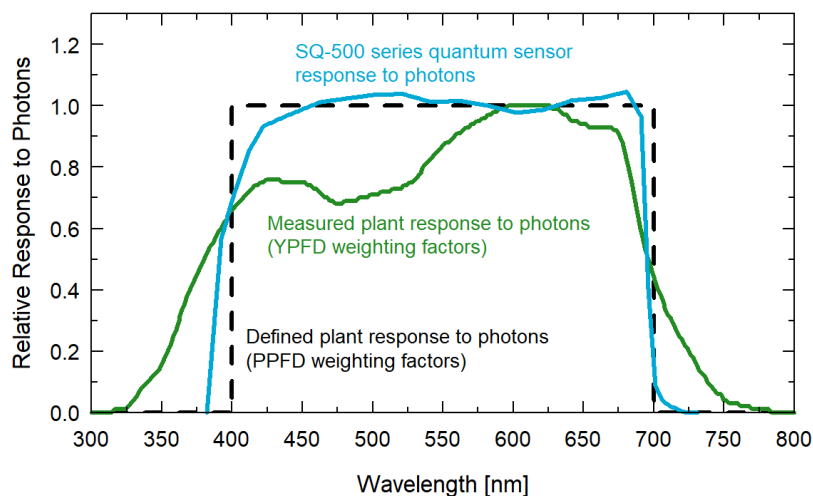 1.2
1.0
0.8
0.6
0.4
0.2
0.0
Relative Response to Photons
SQ-500 series quantum sensor
response to photons
Measured plant response to photons
(YPFD weighting factors)
Defined plant response to photons
(PPFD weighting factors)
300 350 400 450 500 550 600 650 700 750 800
Wavelength [nm]